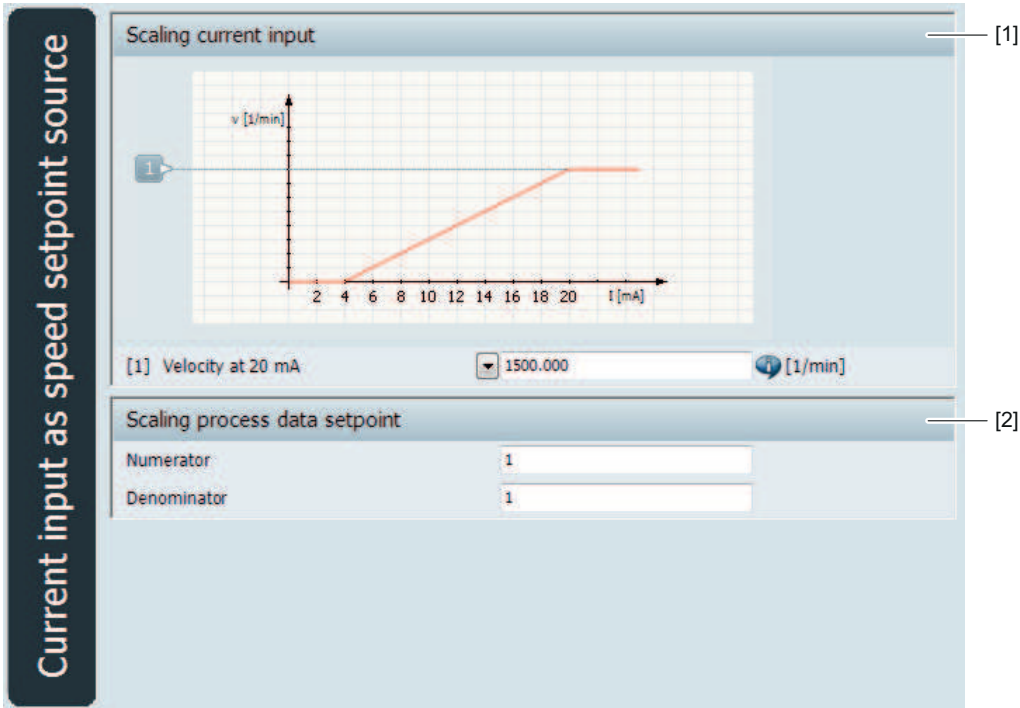 Current input as speed setpoint source
Scaling current input
[1]
v [1/min]
1
2 4 6 8 10 12 14 16 18 20 I [mA]
[1] Velocity at 20 mA 1500.000 [1/min]
Scaling process data setpoint
[2]
Numerator 1
Denominator 1